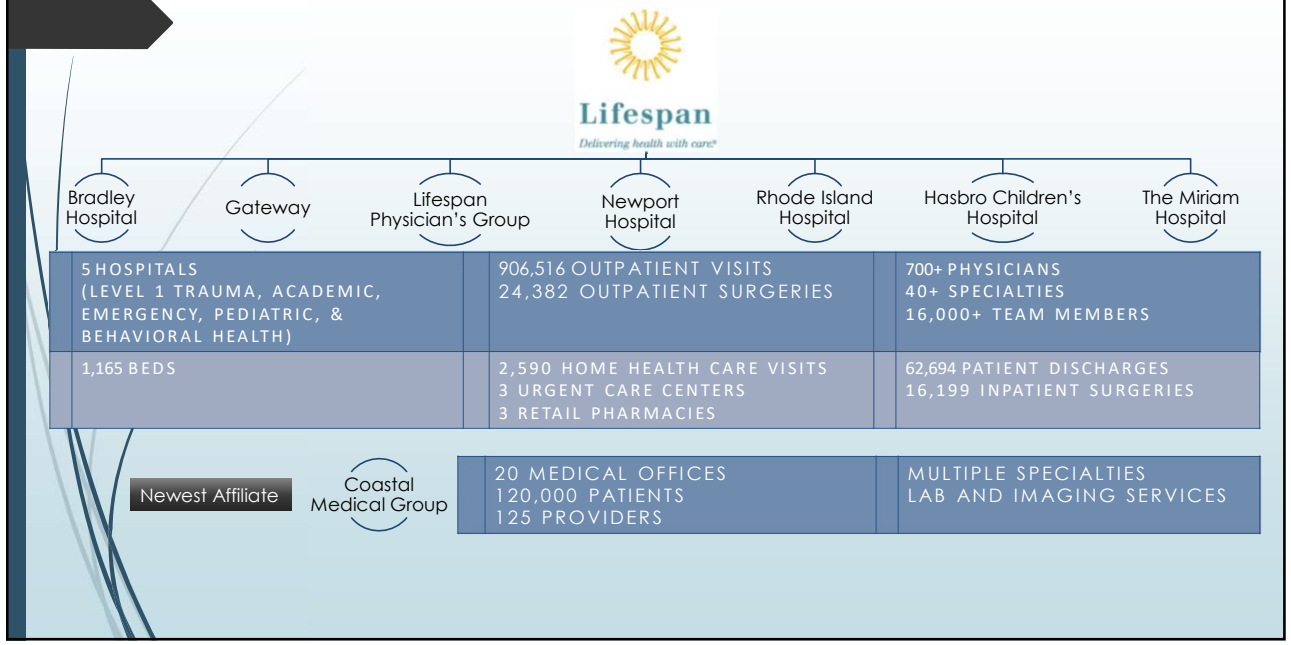 Lifespan
Delivering health with care.®
Bradley
Hospital
Gateway
Lifespan
Physician's Group
Newport
Hospital
Rhode Island
Hospital
Hasbro Children's
Hospital
The Miriam
Hospital
5 HOSPITALS
(LEVEL 1 TRAUMA, ACADEMIC,
EMERGENCY, PEDIATRIC, &
BEHAVIORAL HEALTH)
906,516 OUTPATIENT VISITS
24,382 OUTPATIENT SURGERIES
700+ PHYSICIANS
40+ SPECIALTIES
16,000+ TEAM MEMBERS
1,165 BEDS
2,590 HOME HEALTH CARE VISITS
3 URGENT CARE CENTERS
3 RETAIL PHARMACIES
62,694 PATIENT DISCHARGES
16,199 INPATIENT SURGERIES
Newest Affiliate
Coastal
Medical Group
20 MEDICAL OFFICES
120,000 PATIENTS
125 PROVIDERS
MULTIPLE SPECIALTIES
LAB AND IMAGING SERVICES